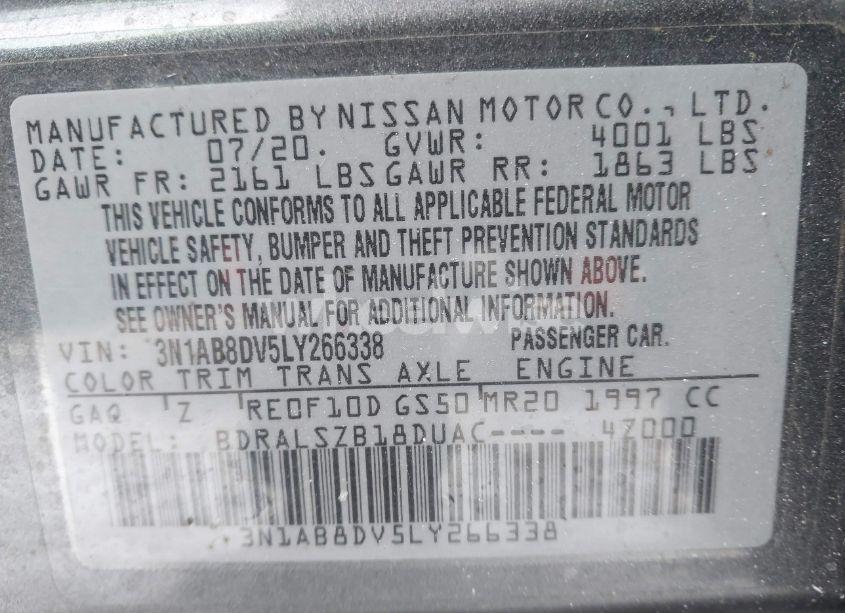 MANUFACTURED BY NISSAN MOTOR CO., LTD.
DATE: 07/20. GVWR: 4001 LBS
GAWR FR: 2161 LBS GAWR RR: 1863 LBS
THIS VEHICLE CONFORMS TO ALL APPLICABLE FEDERAL MOTOR
VEHICLE SAFETY, BUMPER AND THEFT PREVENTION STANDARDS
IN EFFECT ON THE DATE OF MANUFACTURE SHOWN ABOVE.
SEE OWNER'S MANUAL FOR ADDITIONAL INFORMATION.
VIN: 3N1AB8DV5LY266338 PASSENGER CAR.
COLOR TRIM TRANS AXLE ENGINE
GAQ Z RE0F10D GS50 MR20 1997 CC
MODEL: BDRALSZB18DUAC---- 4Z000
3N1AB8DV5LY266338